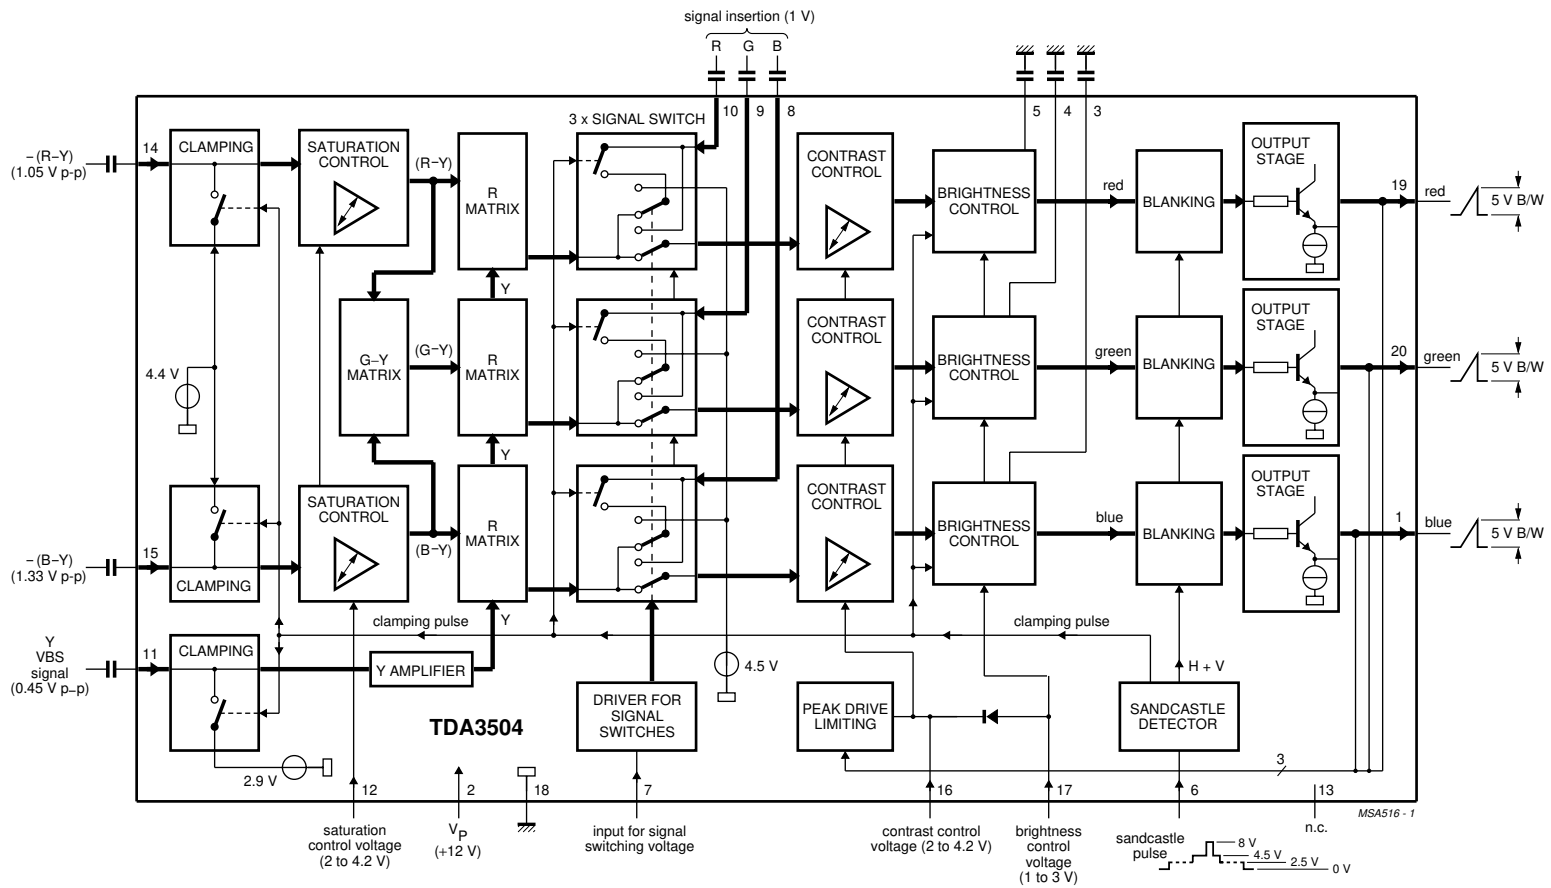 signal insertion (1 V)
R G B
10 9 8 5 4 3
3 x SIGNAL SWITCH
14
−(R−Y)
(1.05 V p-p)
CLAMPING
SATURATION
CONTROL
(R−Y)
R
MATRIX
CONTRAST
CONTROL
BRIGHTNESS
CONTROL
red
BLANKING
OUTPUT
STAGE
19
red
5 V B/W
Y
4.4 V
G−Y
MATRIX
(G−Y)
R
MATRIX
CONTRAST
CONTROL
BRIGHTNESS
CONTROL
green
BLANKING
OUTPUT
STAGE
20
green
5 V B/W
Y
15
−(B−Y)
(1.33 V p-p)
CLAMPING
SATURATION
CONTROL
(B−Y)
R
MATRIX
CONTRAST
CONTROL
BRIGHTNESS
CONTROL
blue
BLANKING
OUTPUT
STAGE
1
blue
5 V B/W
Y
clamping pulse
clamping pulse
Y
VBS
signal
(0.45 V p−p)
11
CLAMPING
Y AMPLIFIER
4.5 V
H + V
TDA3504
DRIVER FOR
SIGNAL
SWITCHES
PEAK DRIVE
LIMITING
SANDCASTLE
DETECTOR
2.9 V
3
12 2 18 7 16 17 6 13
MSA516 - 1
saturation
control voltage
(2 to 4.2 V)
VP
(+12 V)
input for signal
switching voltage
contrast control
voltage (2 to 4.2 V)
brightness
control
voltage
(1 to 3 V)
sandcastle
pulse
8 V
4.5 V
2.5 V
0 V
n.c.